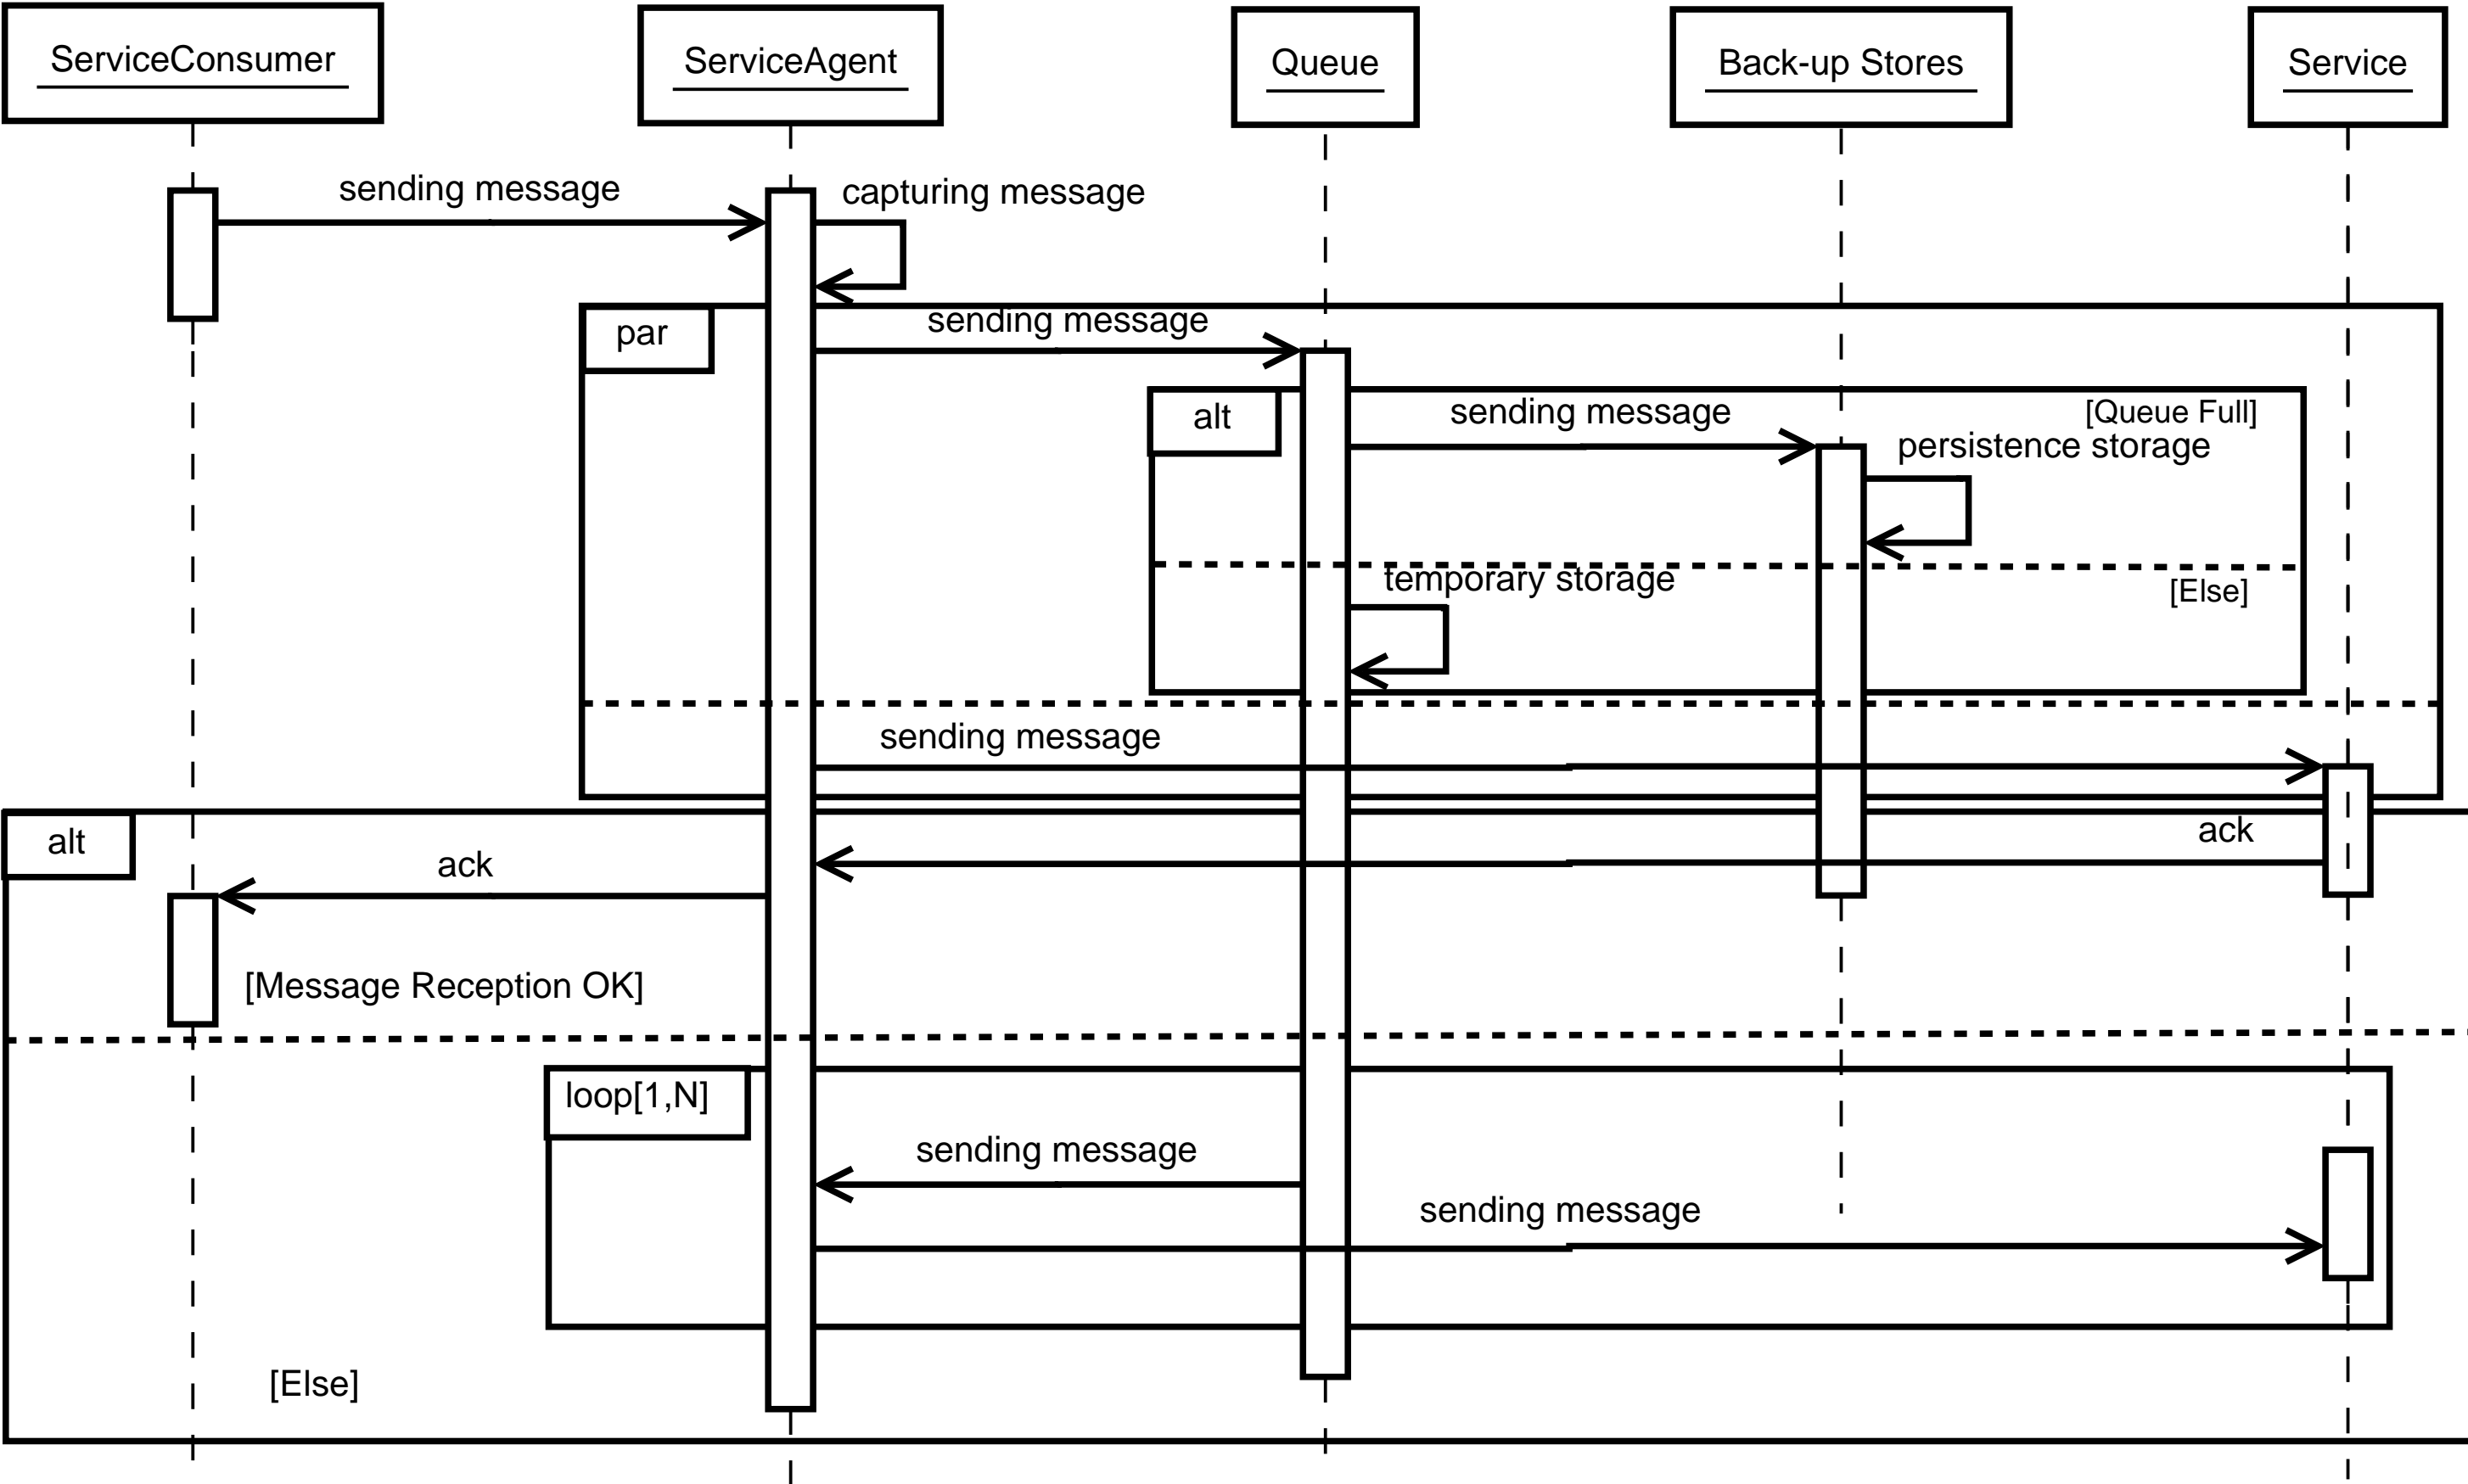 ServiceConsumer
ServiceAgent
Queue
Back-up Stores
Service
sending message
capturing message
par
sending message
alt
sending message
[Queue Full]
persistence storage
temporary storage
[Else]
sending message
alt
ack
ack
[Message Reception OK]
loop[1,N]
sending message
sending message
[Else]